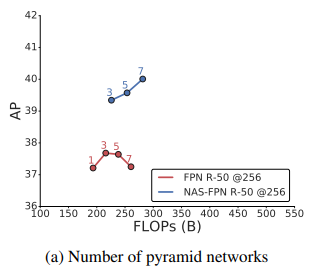 42
41
40
39
38
37
36
AP
7
5
3
3
5
1
7
FPN R-50 @256
NAS-FPN R-50 @256
100 150 200 250 300 350 400 450 500 550
FLOPs (B)
(a) Number of pyramid networks